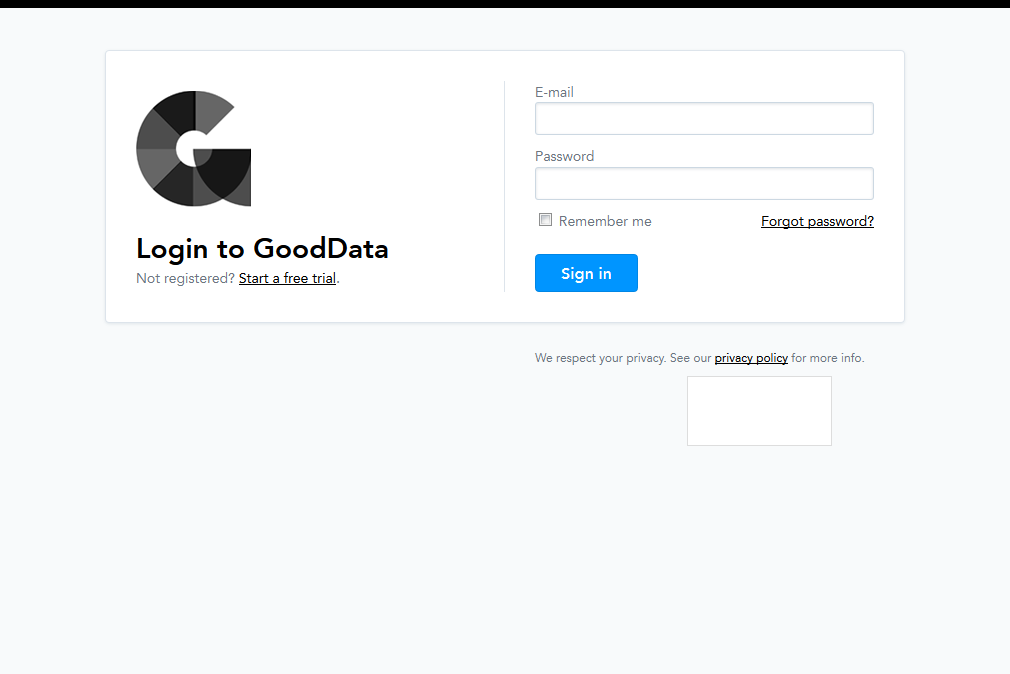 Login to GoodData
Not registered? Start a free trial.
E-mail
Password
Remember me
Forgot password?
Sign in
We respect your privacy. See our privacy policy for more info.